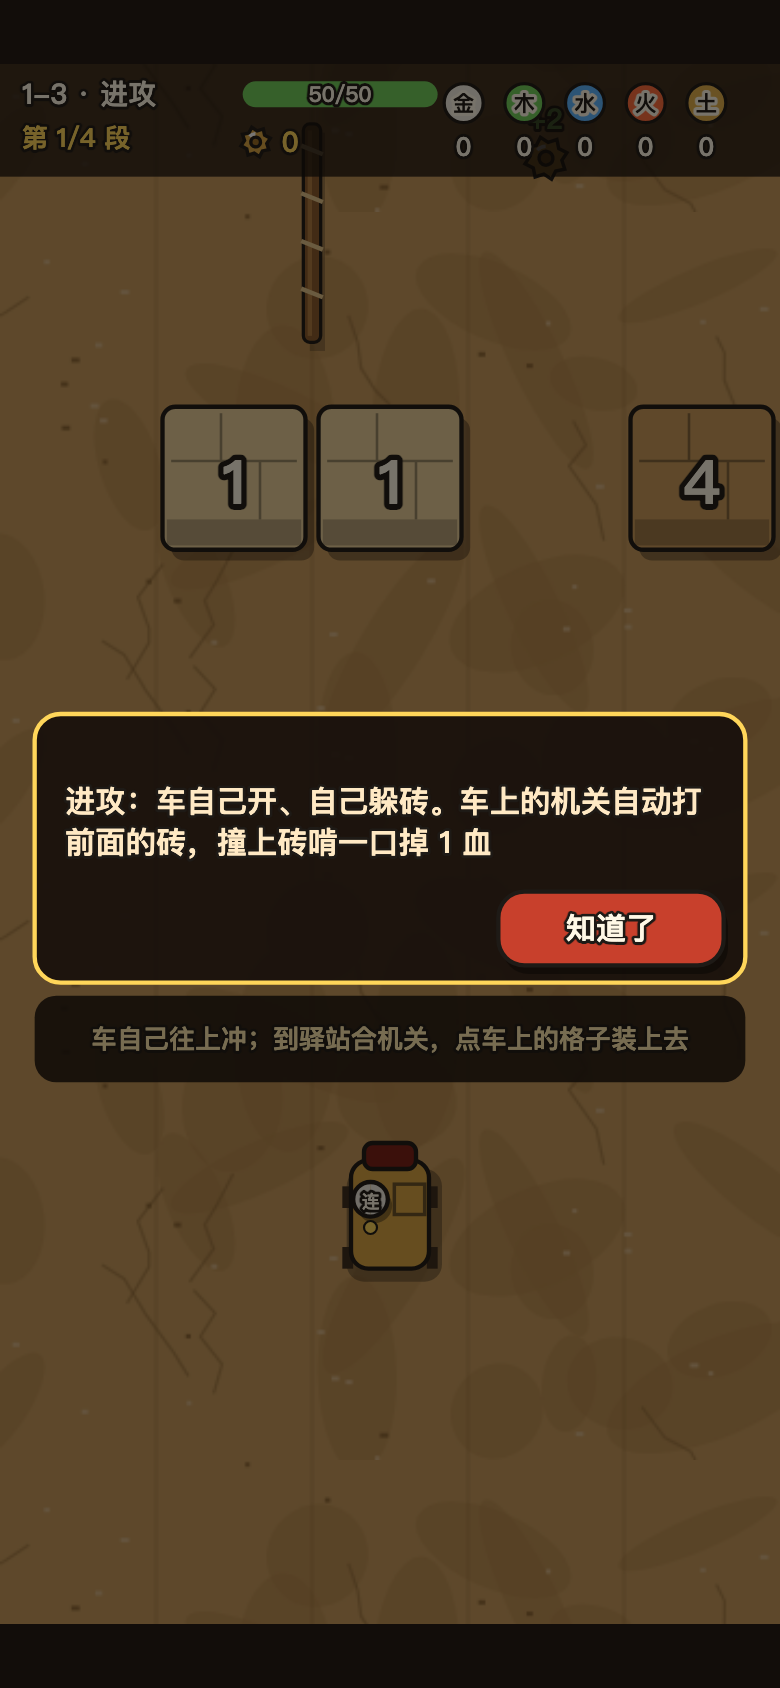 1-3 · 进攻
50/50
金 木 水 火 土
第 1/4 段
0
+2
0 0 0 0 0
1 1 4
进攻：车自己开、自己躲砖。车上的机关自动打
前面的砖，撞上砖啃一口掉 1 血
知道了
车自己往上冲；到驿站合机关，点车上的格子装上去
连